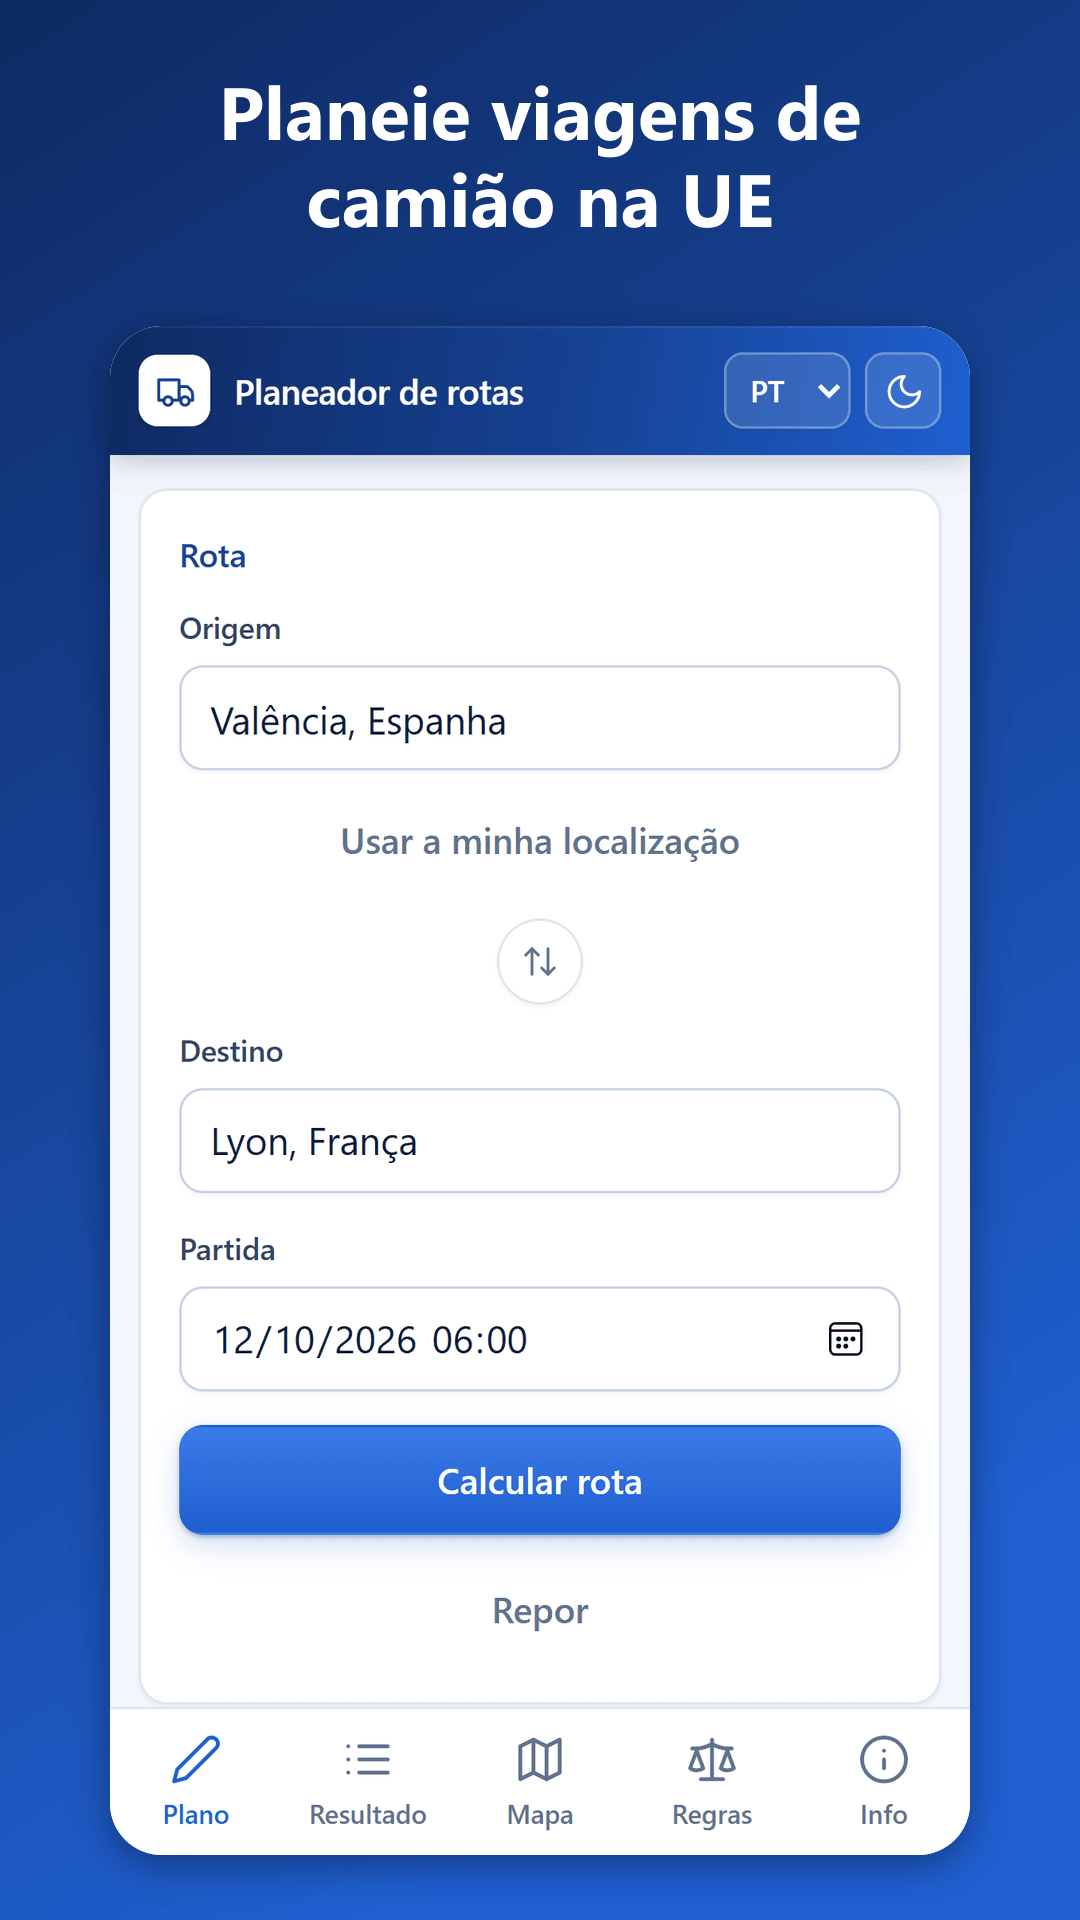 Planeie viagens de
camião na UE
Planeador de rotas
PT
Rota
Origem
Valência, Espanha
Usar a minha localização
Destino
Lyon, França
Partida
12/10/2026 06:00
Calcular rota
Repor
Plano
Resultado
Mapa
Regras
Info